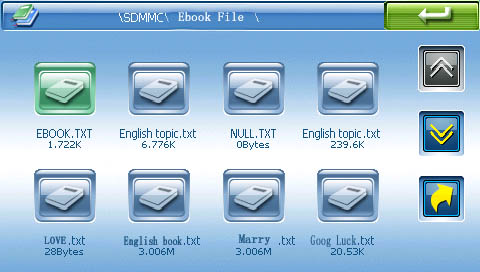 \SDMMC\ Ebook File \
EBOOK.TXT English topic.txt NULL.TXT English topic.txt
1.722K 6.776K 0Bytes 239.6K
LOVE.txt English book.txt Marry .txt Goog Luck.txt
28Bytes 3.006M 3.006M 20.53K